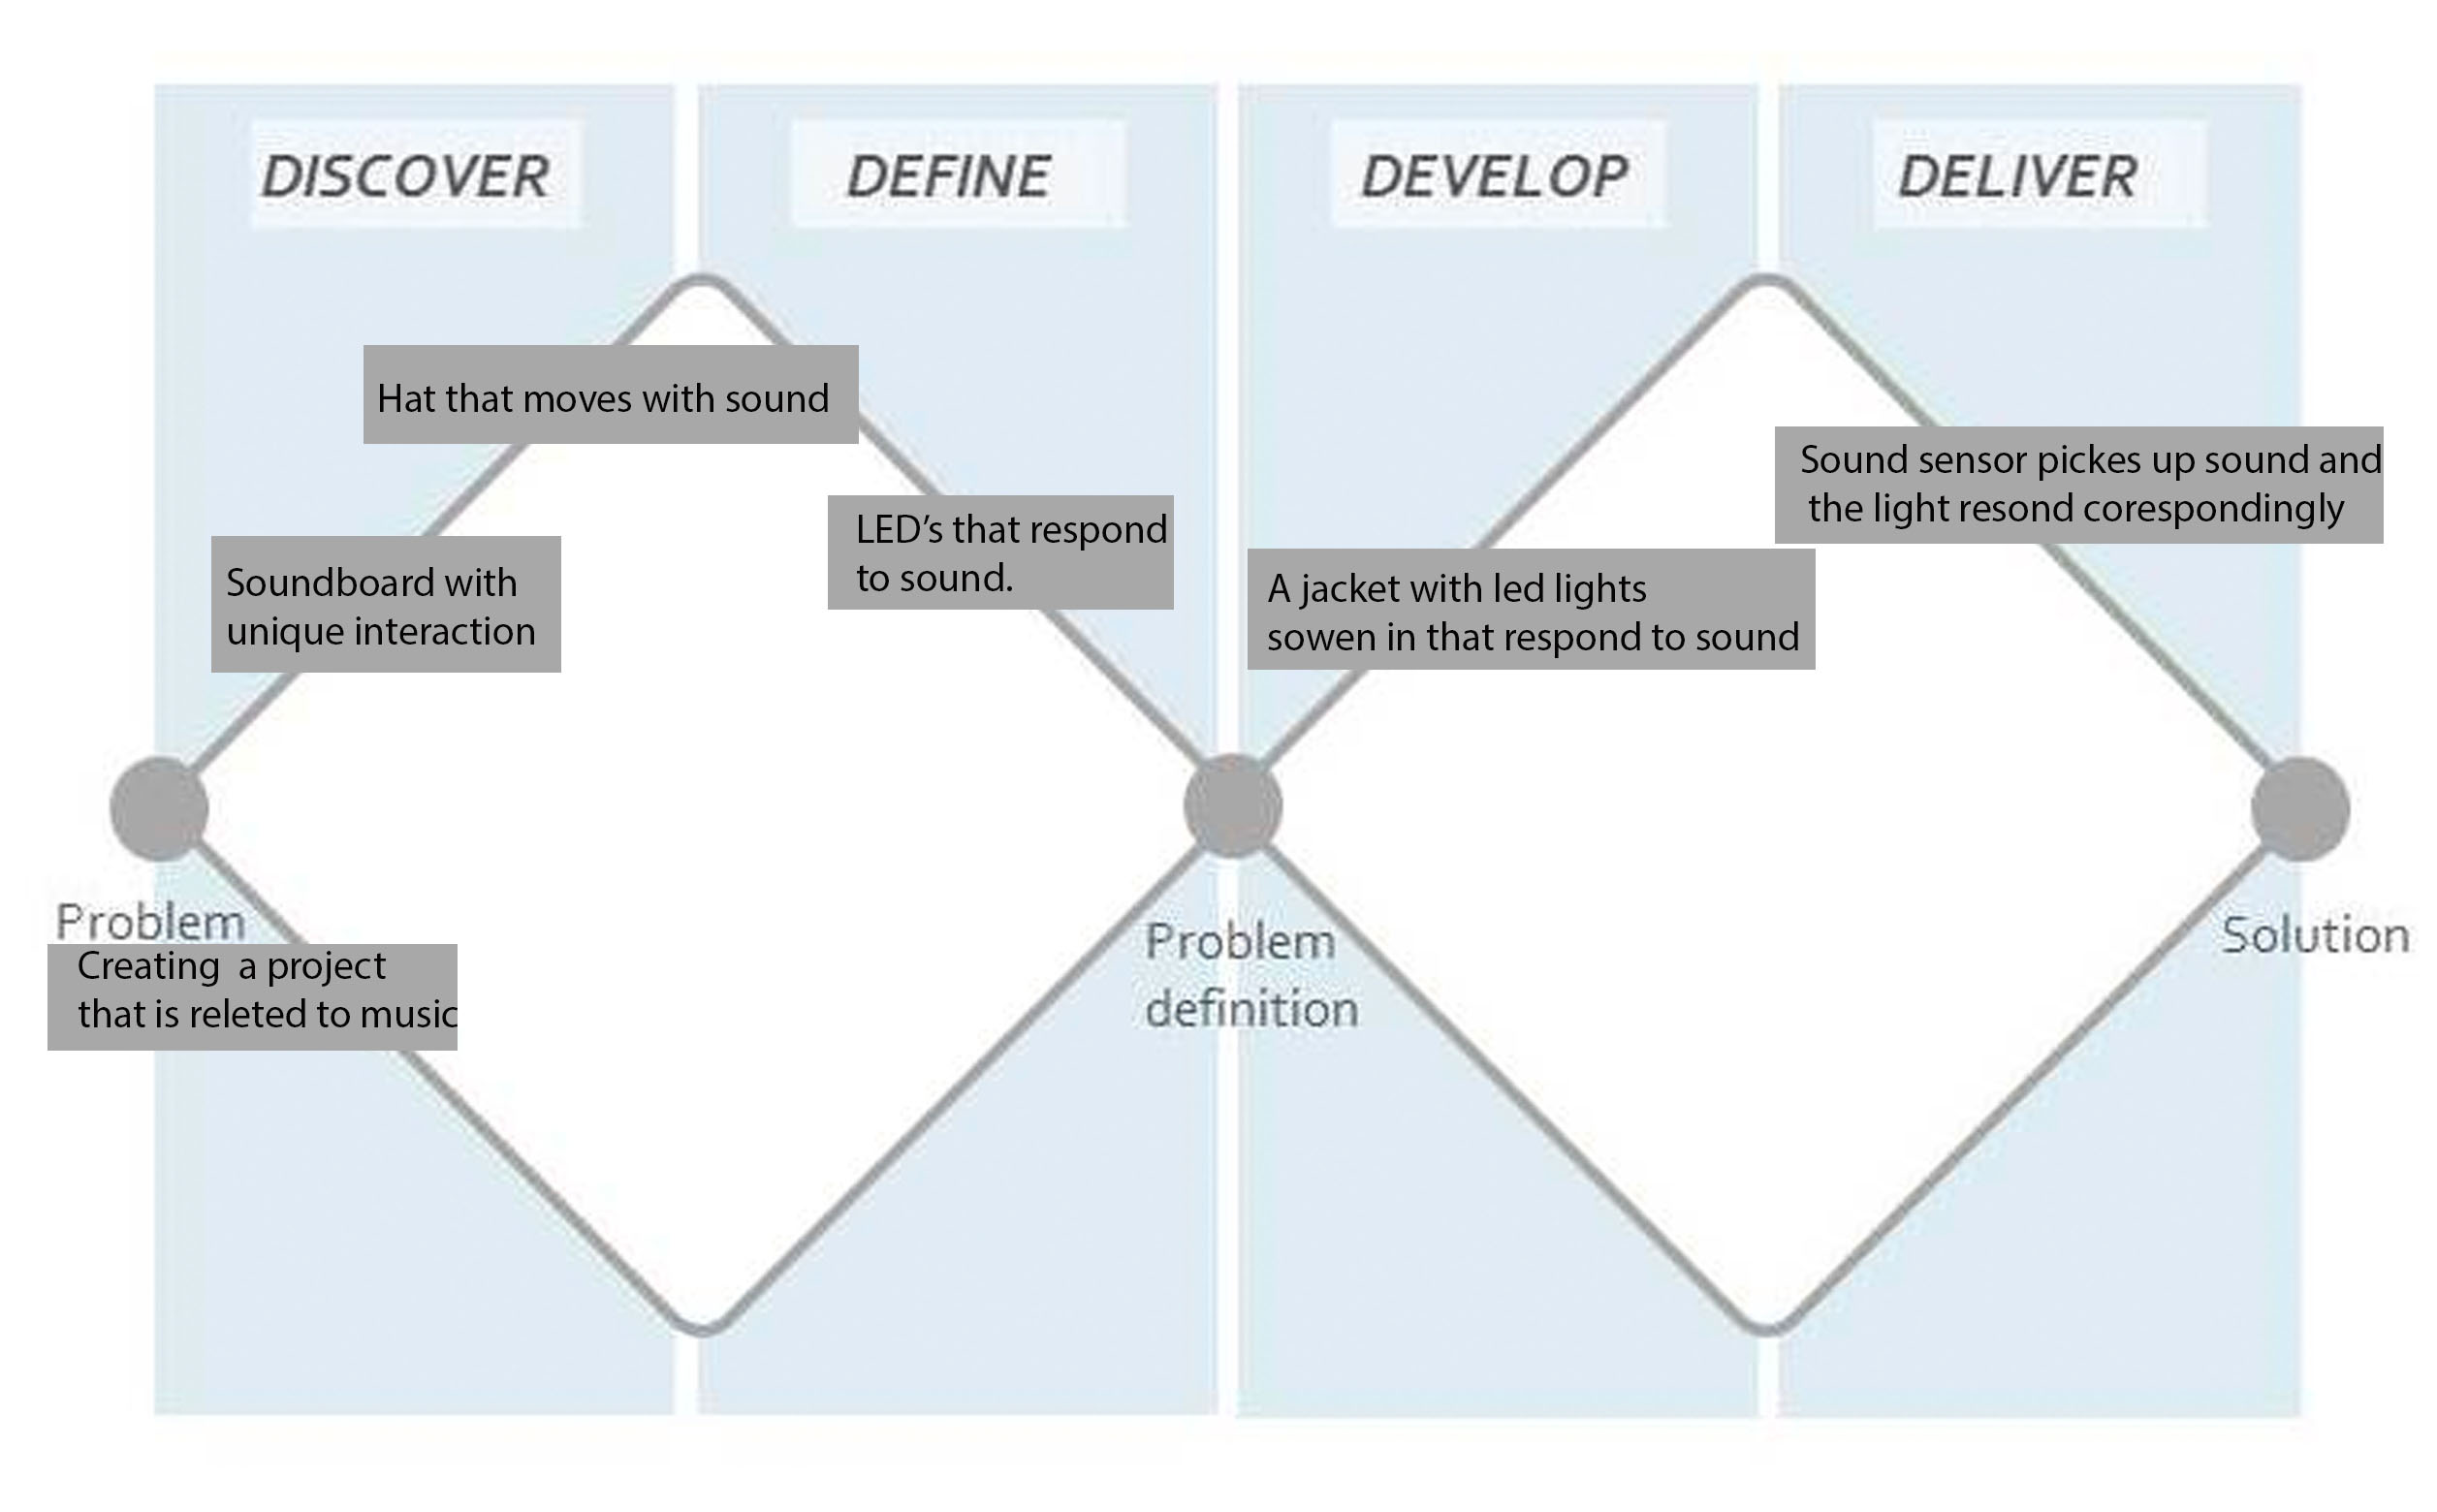 DISCOVER
DEFINE
DEVELOP
DELIVER
Hat that moves with sound
Soundboard with
unique interaction
LED’s that respond
to sound.
A jacket with led lights
sowen in that respond to sound
Sound sensor pickes up sound and
the light resond corespondingly
Problem
Creating a project
that is releted to music
Problem
definition
Solution